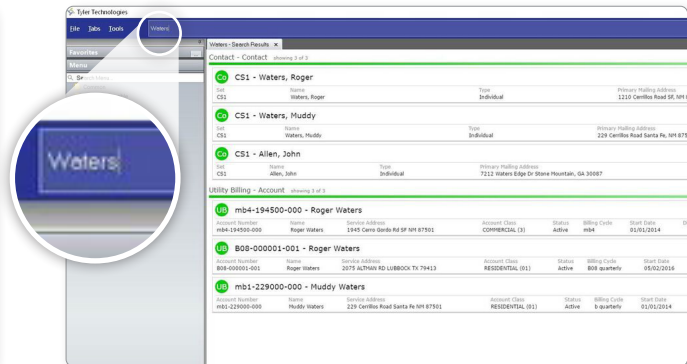 Tyler Technologies
File Tabs Tools Waters
Favorites
Menu
Search Menu
Waters
Waters - Search Results x
Contact - Contact showing 3 of 3
Co CS1 - Waters, Roger
Set Name Type Primary Mailing Address
CS1 Waters, Roger Individual 1210 Cerrillos Road SF, NM
Co CS1 - Waters, Muddy
Set Name Type Primary Mailing Address
CS1 Waters, Muddy Individual 229 Cerrillos Road Santa Fe, NM 875
Co CS1 - Allen, John
Set Name Type Primary Mailing Address
CS1 Allen, John Individual 7212 Waters Edge Dr Stone Mountain, GA 30087
Utility Billing - Account showing 3 of 3
UB mb4-194500-000 - Roger Waters
Account Number Name Service Address Account Class Status Billing Cycle Start Date
mb4-194500-000 Roger Waters 1945 Cerro Gordo Rd SF NM 87501 COMMERCIAL (3) Active mb4 01/01/2014
UB B08-000001-001 - Roger Waters
Account Number Name Service Address Account Class Status Billing Cycle Start Date
B08-000001-001 Roger Waters 2075 ALTMAN RD LUBBOCK TX 79413 RESIDENTIAL (01) Active B08 quarterly 05/02/2016
UB mb1-229000-000 - Muddy Waters
Account Number Name Service Address Account Class Status Billing Cycle Start Date
mb1-229000-000 Muddy Waters 229 Cerrillos Road Santa Fe NM 87501 RESIDENTIAL (01) Active b quarterly 01/01/2014